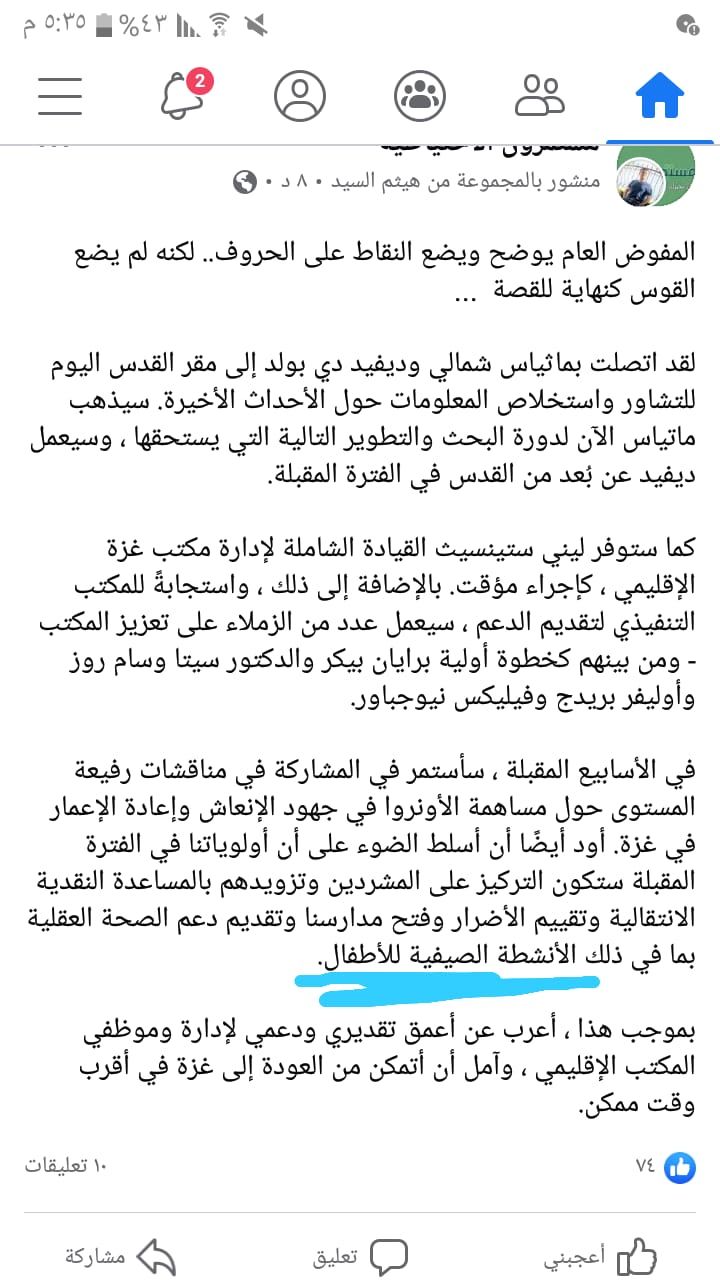 ٥:٣٥ م
%٤٣
2
منشور بالمجموعة من هيثم السيد • ٨ د •
المفوض العام يوضح ويضع النقاط على الحروف.. لكنه لم يضع
القوس كنهاية للقصة ...
لقد اتصلت بماثياس شمالي وديفيد دي بولد إلى مقر القدس اليوم
للتشاور واستخلاص المعلومات حول الأحداث الأخيرة. سيذهب
ماتياس الآن لدورة البحث والتطوير التالية التي يستحقها ، وسيعمل
ديفيد عن بُعد من القدس في الفترة المقبلة.
كما ستوفر ليني ستينسيث القيادة الشاملة لإدارة مكتب غزة
الإقليمي ، كإجراء مؤقت. بالإضافة إلى ذلك ، واستجابةً للمكتب
التنفيذي لتقديم الدعم ، سيعمل عدد من الزملاء على تعزيز المكتب
- ومن بينهم كخطوة أولية برايان بيكر والدكتور سيتا وسام روز
وأوليفر بريدج وفيليكس نيوجباور.
في الأسابيع المقبلة ، سأستمر في المشاركة في مناقشات رفيعة
المستوى حول مساهمة الأونروا في جهود الإنعاش وإعادة الإعمار
في غزة. أود أيضًا أن أسلط الضوء على أن أولوياتنا في الفترة
المقبلة ستكون التركيز على المشردين وتزويدهم بالمساعدة النقدية
الانتقالية وتقييم الأضرار وفتح مدارسنا وتقديم دعم الصحة العقلية
بما في ذلك الأنشطة الصيفية للأطفال.
بموجب هذا ، أعرب عن أعمق تقديري ودعمي لإدارة وموظفي
المكتب الإقليمي ، وآمل أن أتمكن من العودة إلى غزة في أقرب
وقت ممكن.
٧٤
١٠ تعليقات
أعجبني
تعليق
مشاركة